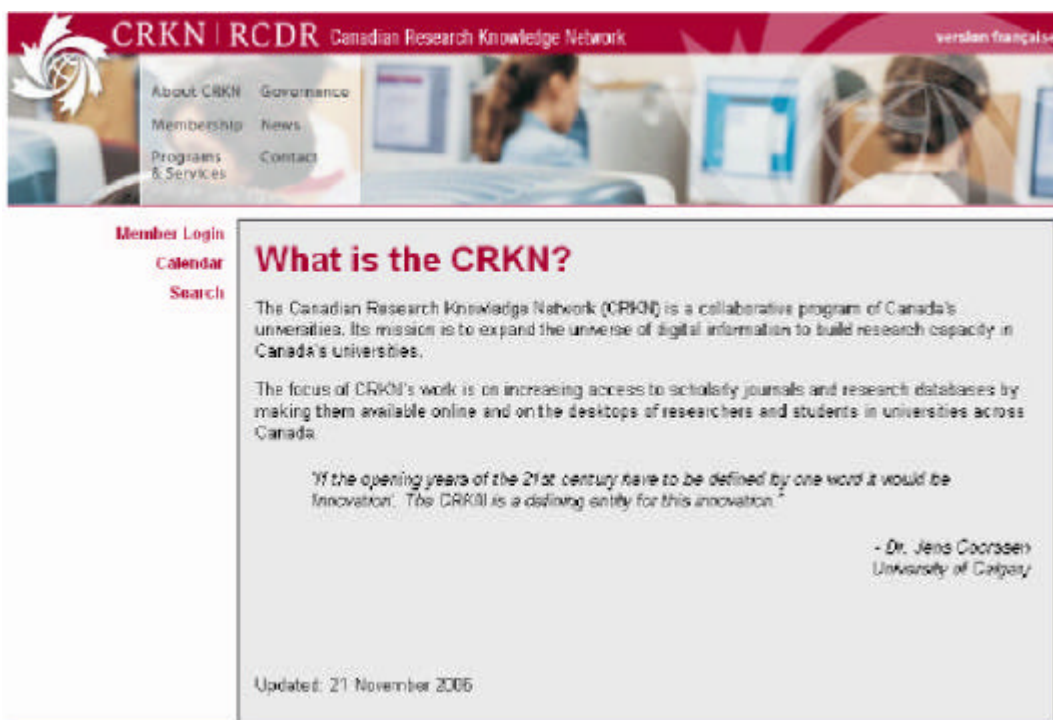 CRKN | RCDR Canadian Research Knowledge Network
version française
About CRKN Governance
Membership News
Programs & Services Contact
Member Login
Calendar
Search
What is the CRKN?
The Canadian Research Knowledge Network (CRKN) is a collaborative program of Canada's
universities. Its mission is to expand the universe of digital information to build research capacity in
Canada's universities.
The focus of CRKN's work is on increasing access to scholarly journals and research databases by
making them available online and on the desktops of researchers and students in universities across
Canada.
"If the opening years of the 21st century have to be defined by one word it would be
'Innovation'. The CRKN is a defining entity for this innovation."
- Dr. Jens Coorssen
University of Calgary
Updated: 21 November 2006